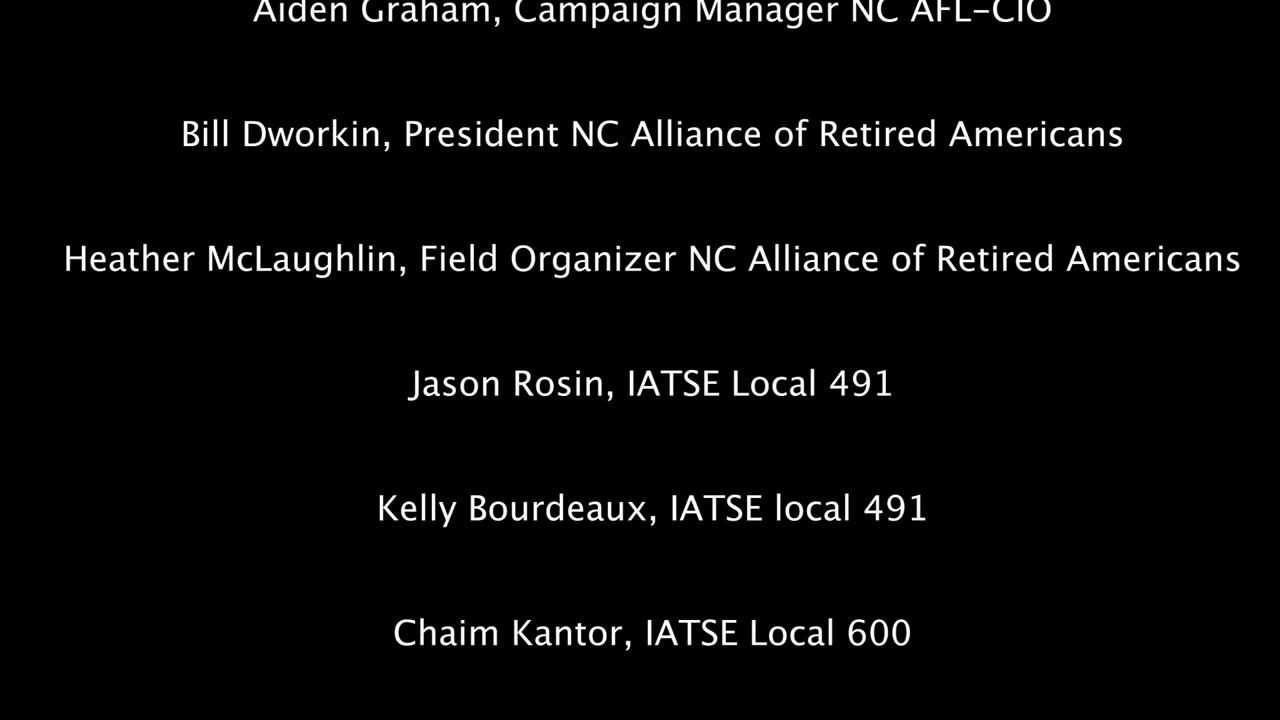 Aiden Graham, Campaign Manager NC AFL-CIO
Bill Dworkin, President NC Alliance of Retired Americans
Heather McLaughlin, Field Organizer NC Alliance of Retired Americans
Jason Rosin, IATSE Local 491
Kelly Bourdeaux, IATSE local 491
Chaim Kantor, IATSE Local 600